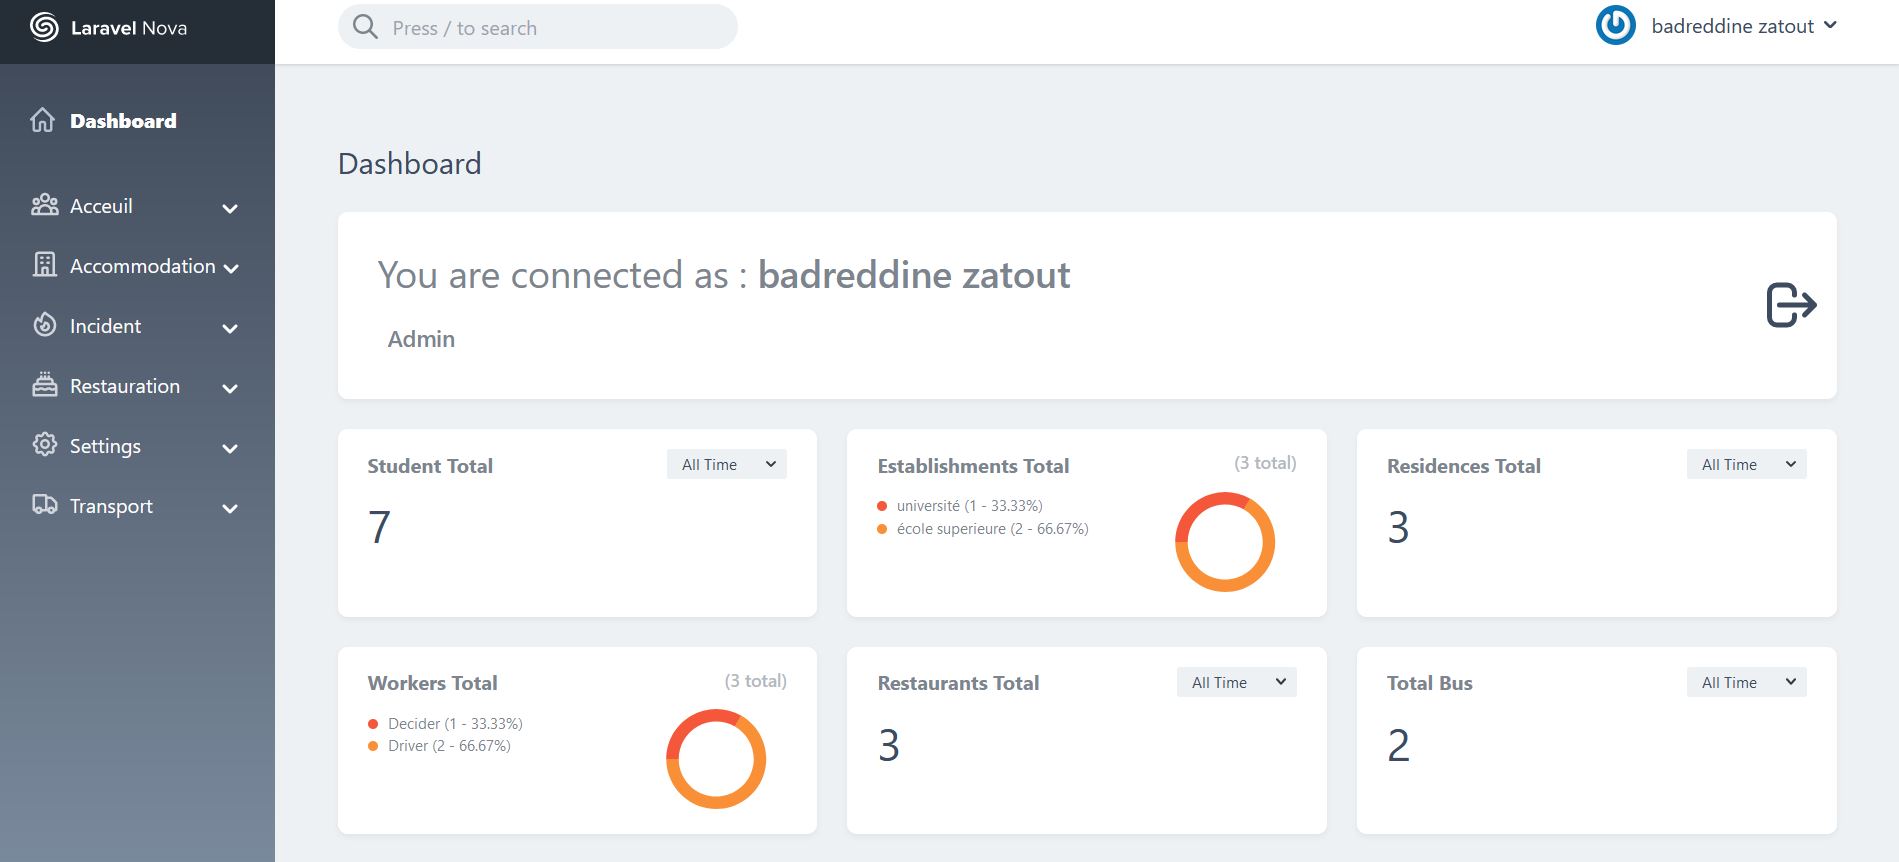 Laravel Nova
Press / to search
badreddine zatout
Dashboard
Acceuil
Accommodation
Incident
Restauration
Settings
Transport
Dashboard
You are connected as : badreddine zatout
Admin
Student Total
All Time
7
Establishments Total
(3 total)
université (1 - 33.33%)
école superieure (2 - 66.67%)
Residences Total
All Time
3
Workers Total
(3 total)
Decider (1 - 33.33%)
Driver (2 - 66.67%)
Restaurants Total
All Time
3
Total Bus
All Time
2